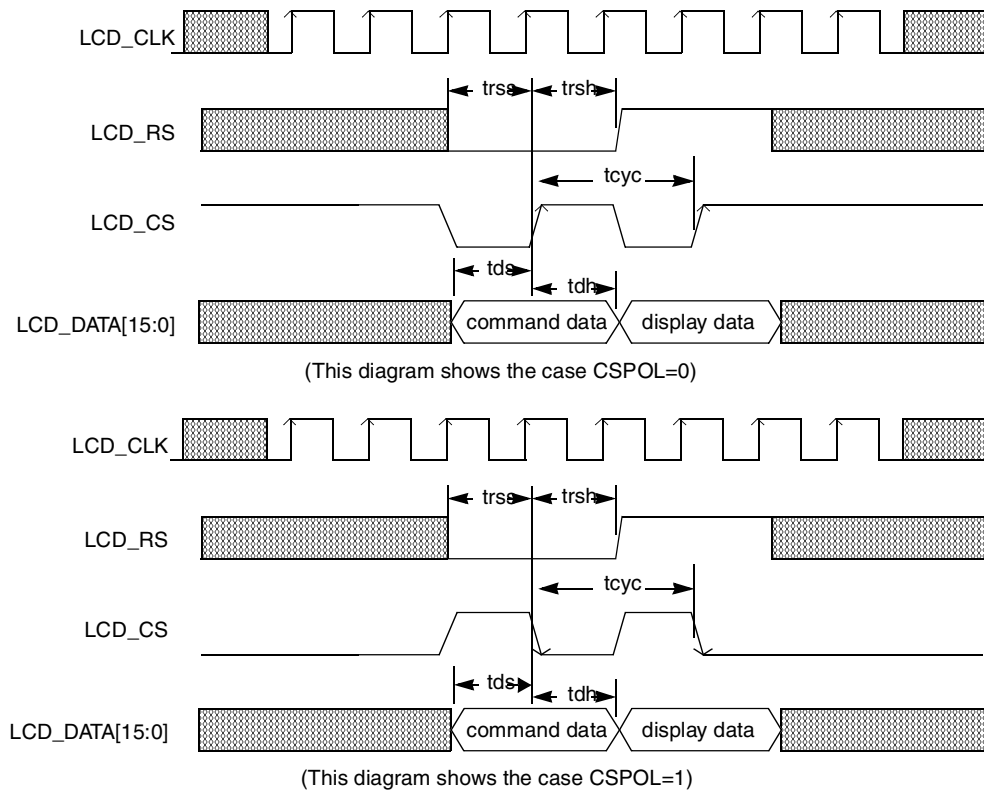 LCD_CLK
trss trsh
LCD_RS
tcyc
LCD_CS
tds
tdh
LCD_DATA[15:0] command data display data
(This diagram shows the case CSPOL=0)
LCD_CLK
trss trsh
LCD_RS
tcyc
LCD_CS
tds
tdh
LCD_DATA[15:0] command data display data
(This diagram shows the case CSPOL=1)